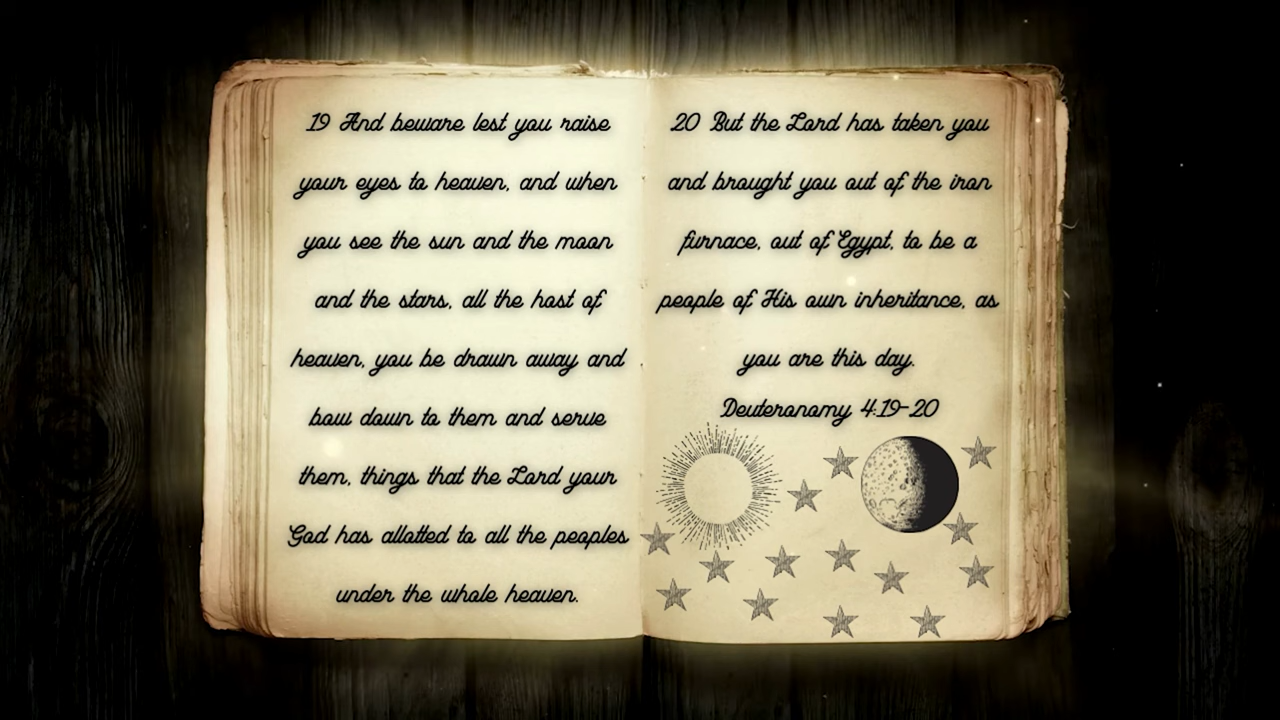 19 And beware lest you raise
your eyes to heaven, and when
you see the sun and the moon
and the stars, all the host of
heaven, you be drawn away and
bow down to them and serve
them, things that the Lord your
God has allotted to all the peoples
under the whole heaven.
20 But the Lord has taken you
and brought you out of the iron
furnace, out of Egypt, to be a
people of His own inheritance, as
you are this day.
Deuteronomy 4:19-20